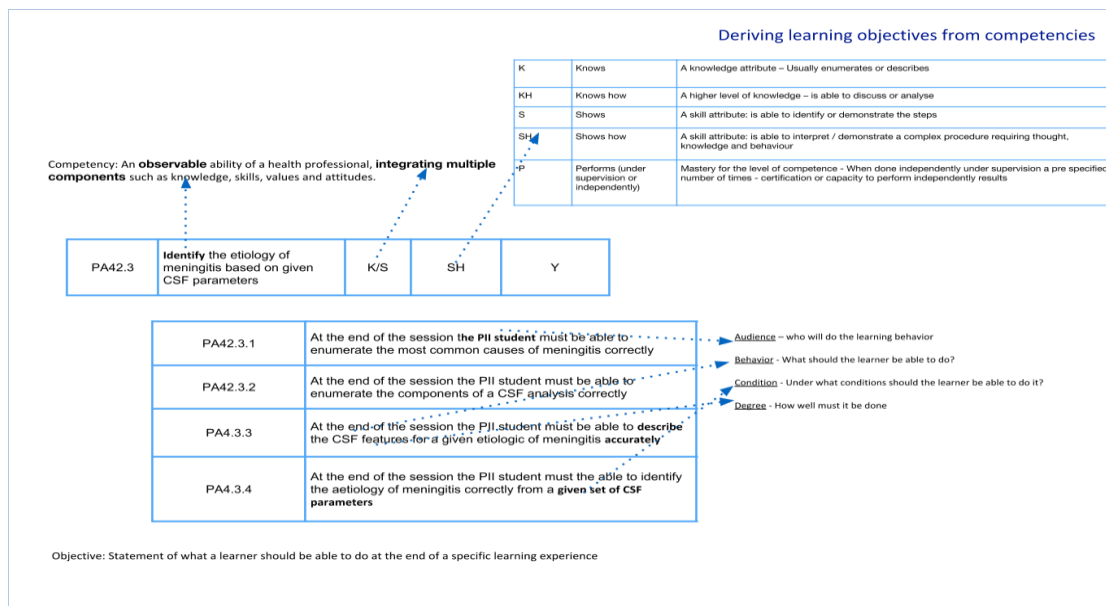 Deriving learning objectives from competencies
K Knows A knowledge attribute – Usually enumerates or describes
KH Knows how A higher level of knowledge – is able to discuss or analyse
S Shows A skill attribute: is able to identify or demonstrate the steps
SH Shows how A skill attribute: is able to interpret / demonstrate a complex procedure requiring thought,
knowledge and behaviour
P Performs (under
supervision or
independently)
Mastery for the level of competence - When done independently under supervision a pre specified
number of times - certification or capacity to perform independently results
Competency: An observable ability of a health professional, integrating multiple
components such as knowledge, skills, values and attitudes.
PA42.3
Identify the etiology of
meningitis based on given
CSF parameters
K/S
SH
Y
PA42.3.1
At the end of the session the PII student must be able to
enumerate the most common causes of meningitis correctly
PA42.3.2
At the end of the session the PII student must be able to
enumerate the components of a CSF analysis correctly
PA4.3.3
At the end of the session the PII student must be able to describe
the CSF features for a given etiologic of meningitis accurately
PA4.3.4
At the end of the session the PII student must the able to identify
the aetiology of meningitis correctly from a given set of CSF
parameters
Audience – who will do the learning behavior
Behavior - What should the learner be able to do?
Condition - Under what conditions should the learner be able to do it?
Degree - How well must it be done
Objective: Statement of what a learner should be able to do at the end of a specific learning experience